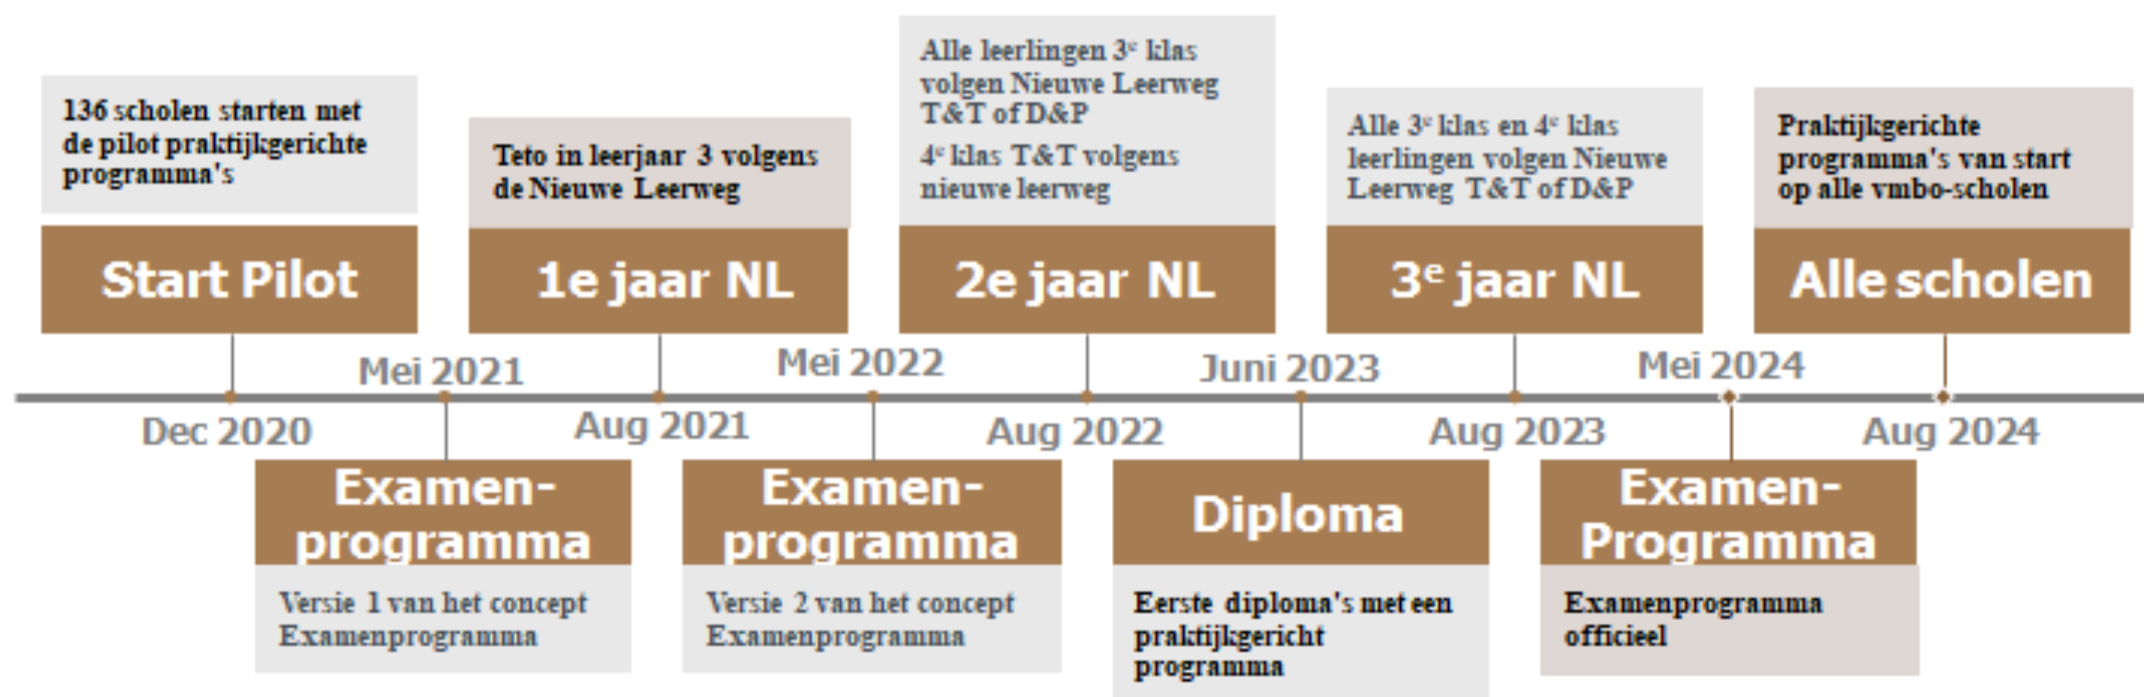 136 scholen starten met
de pilot praktijkgerichte
programma's
Start Pilot
Dec 2020
Mei 2021
Examen-
programma
Versie 1 van het concept
Examenprogramma
Teto in leerjaar 3 volgens
de Nieuwe Leerweg
1e jaar NL
Aug 2021
Mei 2022
Examen-
programma
Versie 2 van het concept
Examenprogramma
Alle leerlingen 3e klas
volgen Nieuwe Leerweg
T&T of D&P
4e klas T&T volgens
nieuwe leerweg
2e jaar NL
Aug 2022
Juni 2023
Diploma
Eerste diploma's met een
praktijkgericht
programma
Alle 3e klas en 4e klas
leerlingen volgen Nieuwe
Leerweg T&T of D&P
3e jaar NL
Aug 2023
Mei 2024
Examen-
Programma
Examenprogramma
officieel
Praktijkgerichte
programma's van start
op alle vmbo-scholen
Alle scholen
Aug 2024